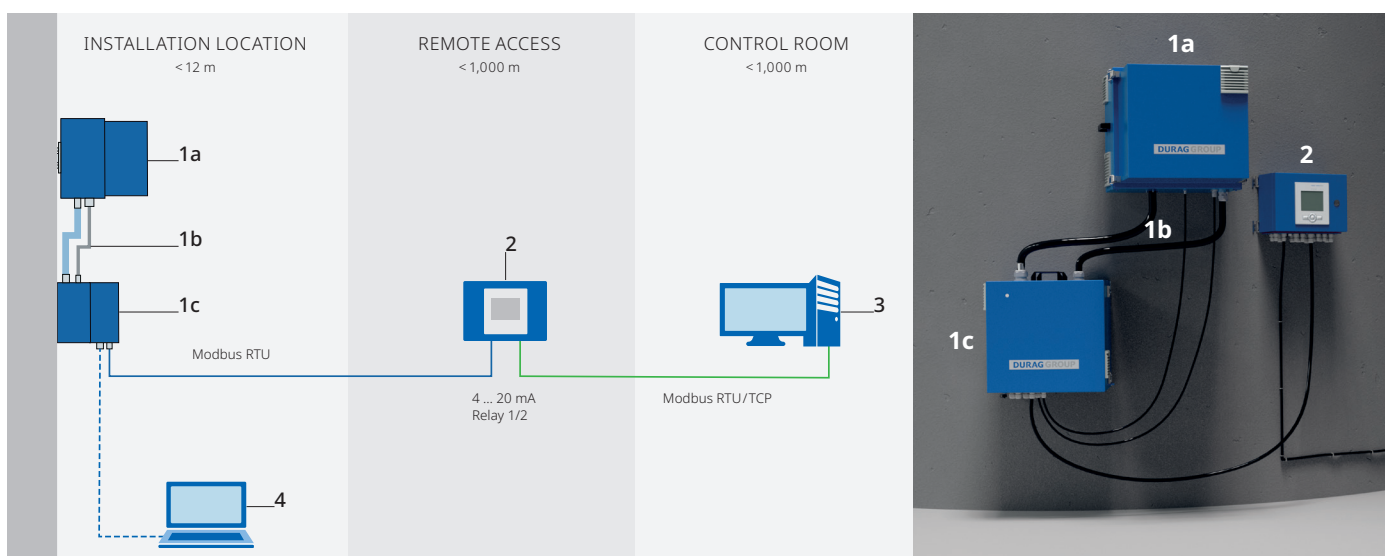 INSTALLATION LOCATION
< 12 m
REMOTE ACCESS
< 1,000 m
CONTROL ROOM
< 1,000 m
1a
1b
1c
Modbus RTU
2
4 ... 20 mA
Relay 1/2
3
Modbus RTU/TCP
4
1a
DURAG GROUP
2
1b
1c
DURAG GROUP